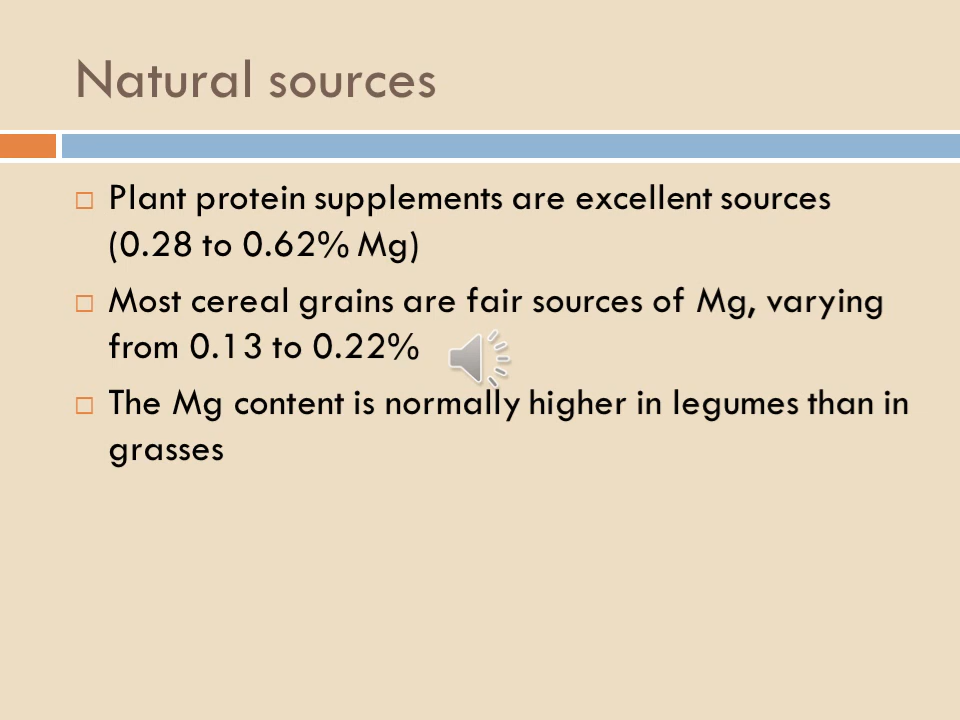 Natural sources
Plant protein supplements are excellent sources
(0.28 to 0.62% Mg)
Most cereal grains are fair sources of Mg, varying
from 0.13 to 0.22%
The Mg content is normally higher in legumes than in
grasses